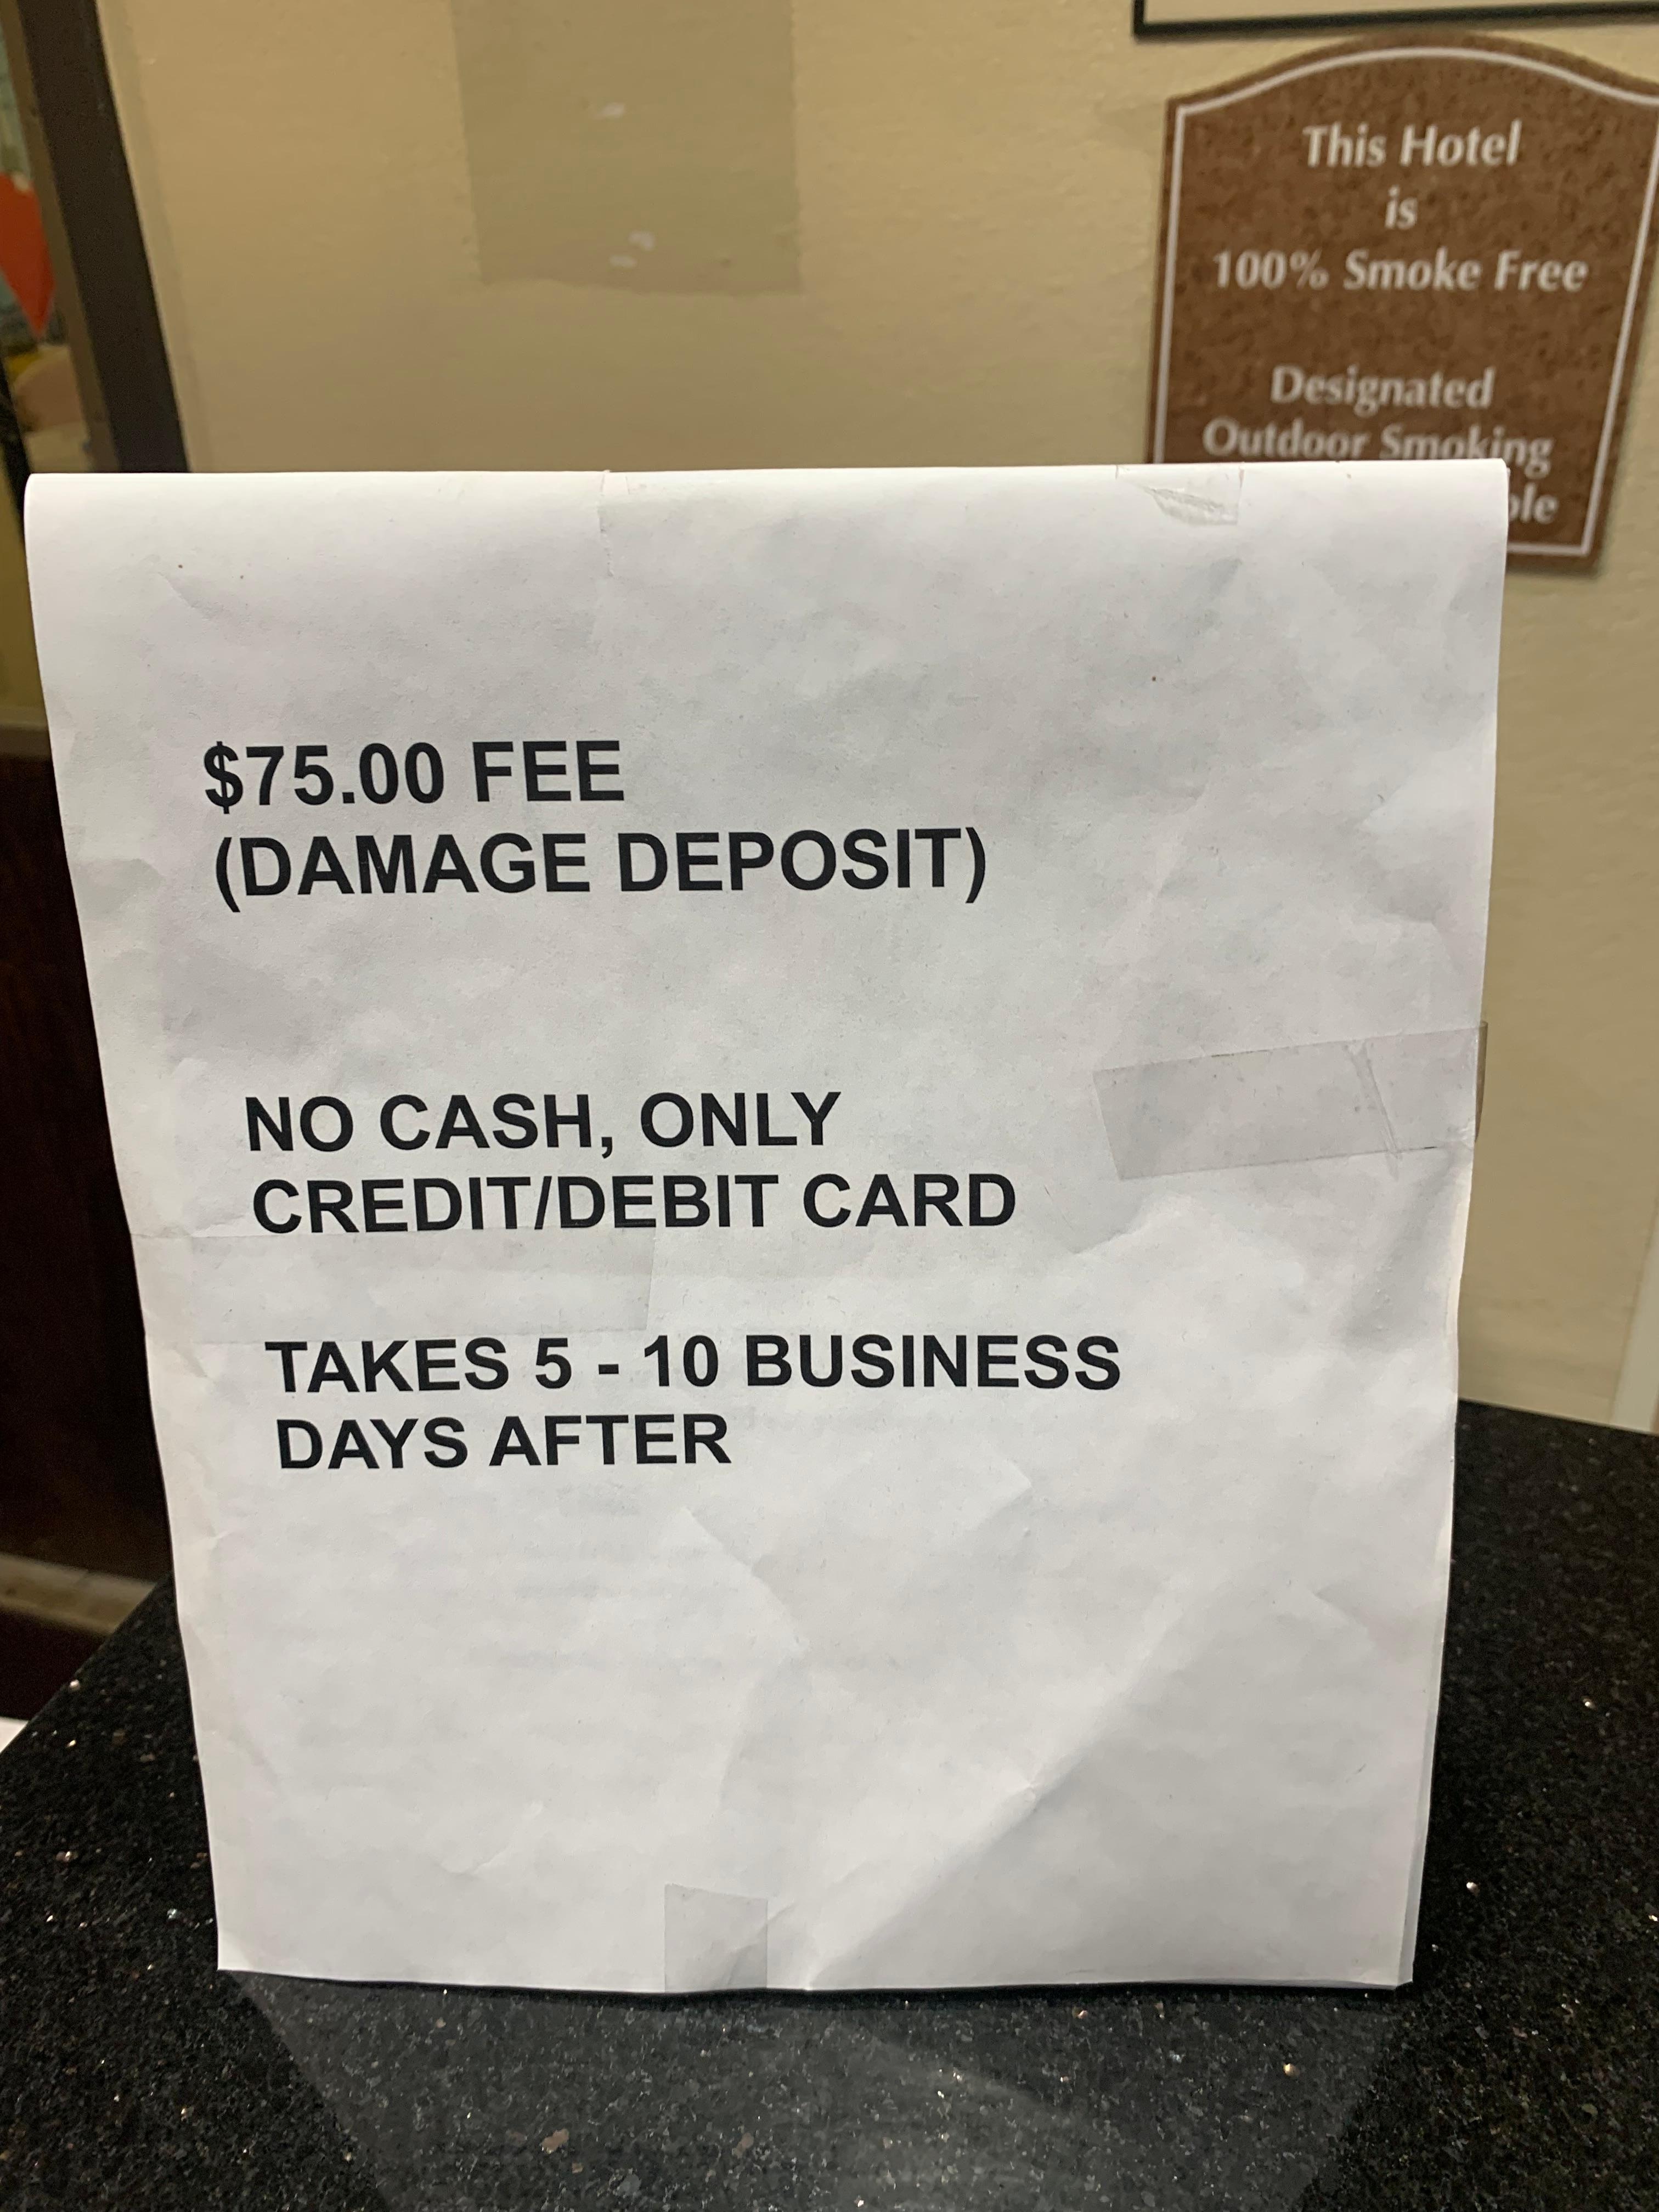 This Hotel
is
100% Smoke Free
Designated
Outdoor Smoking
$75.00 FEE
(DAMAGE DEPOSIT)
NO CASH, ONLY
CREDIT/DEBIT CARD
TAKES 5 - 10 BUSINESS
DAYS AFTER